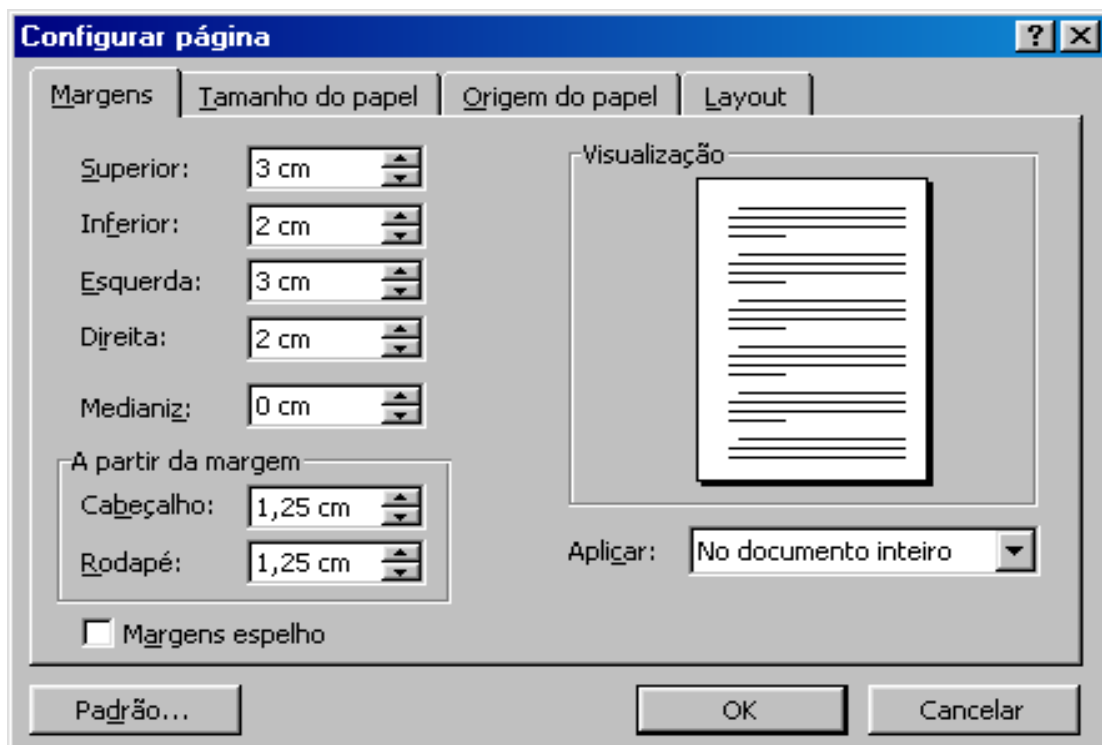 Configurar página
Margens Tamanho do papel Origem do papel Layout
Superior: 3 cm
Inferior: 2 cm
Esquerda: 3 cm
Direita: 2 cm
Medianiz: 0 cm
A partir da margem
Cabeçalho: 1,25 cm
Rodapé: 1,25 cm
Margens espelho
Visualização
Aplicar: No documento inteiro
Padrão... OK Cancelar